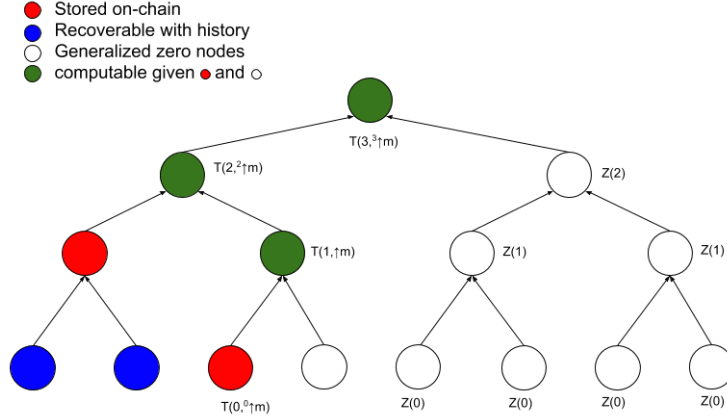 Stored on-chain
Recoverable with history
Generalized zero nodes
computable given and
T(3,³↑m)
T(2,²↑m)
Z(2)
T(1,↑m)
Z(1)
Z(1)
T(0,⁰↑m)
Z(0)
Z(0)
Z(0)
Z(0)